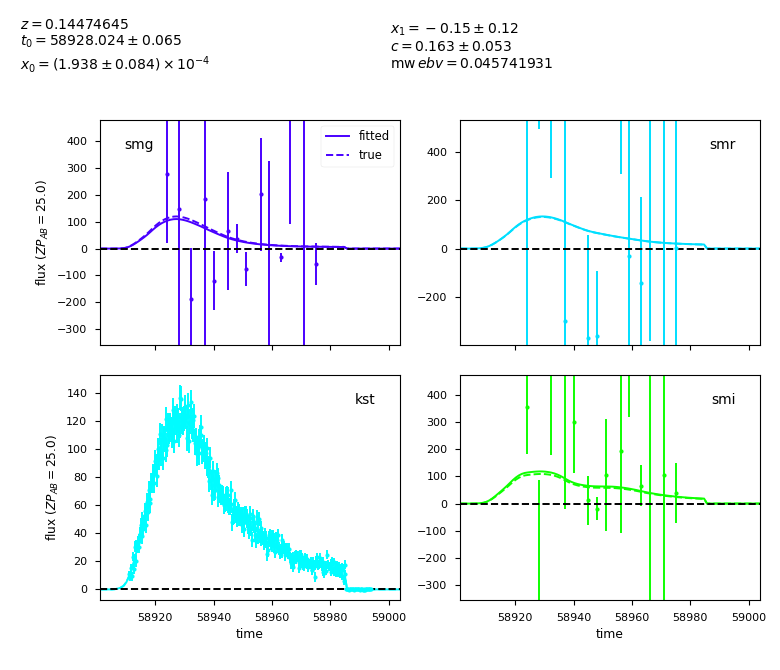 z = 0.14474645
t₀ = 58928.024 ± 0.065
x₀ = (1.938 ± 0.084) × 10⁻⁴
x₁ = −0.15 ± 0.12
c = 0.163 ± 0.053
mw ebv = 0.045741931
smg
fitted
true
400
300
200
100
0
−100
−200
−300
flux (ZP_AB = 25.0)
smr
400
200
0
−200
kst
140
120
100
80
60
40
20
0
flux (ZP_AB = 25.0)
58920 58940 58960 58980 59000
time
smi
400
300
200
100
0
−100
−200
−300
58920 58940 58960 58980 59000
time